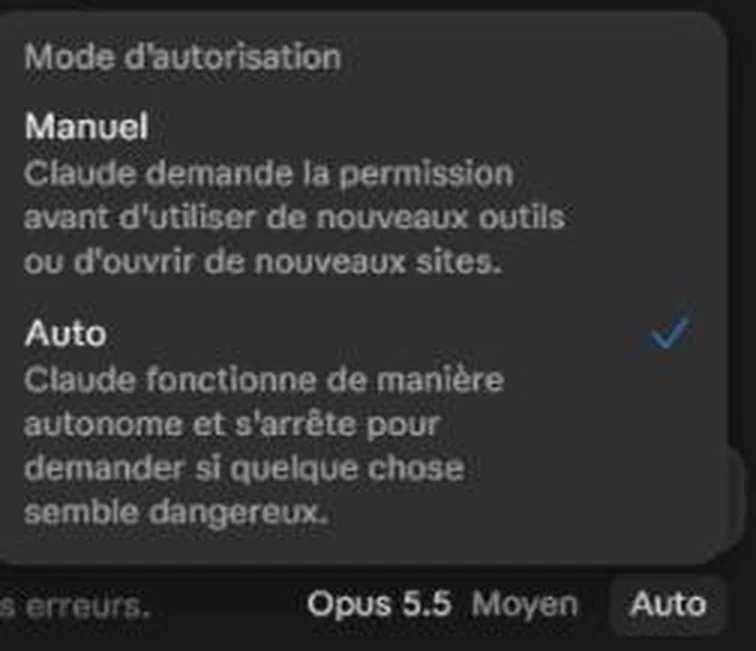 Mode d'autorisation
Manuel
Claude demande la permission
avant d'utiliser de nouveaux outils
ou d'ouvrir de nouveaux sites.
Auto
Claude fonctionne de manière
autonome et s'arrête pour
demander si quelque chose
semble dangereux.
s erreurs. Opus 5.5 Moyen Auto